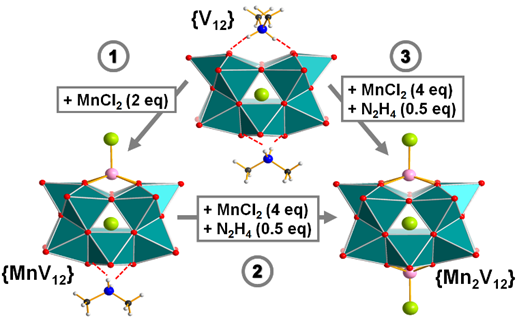 {V12}
1
3
+ MnCl2 (2 eq)
+ MnCl2 (4 eq)
+ N2H4 (0.5 eq)
+ MnCl2 (4 eq)
+ N2H4 (0.5 eq)
{MnV12}
2
{Mn2V12}